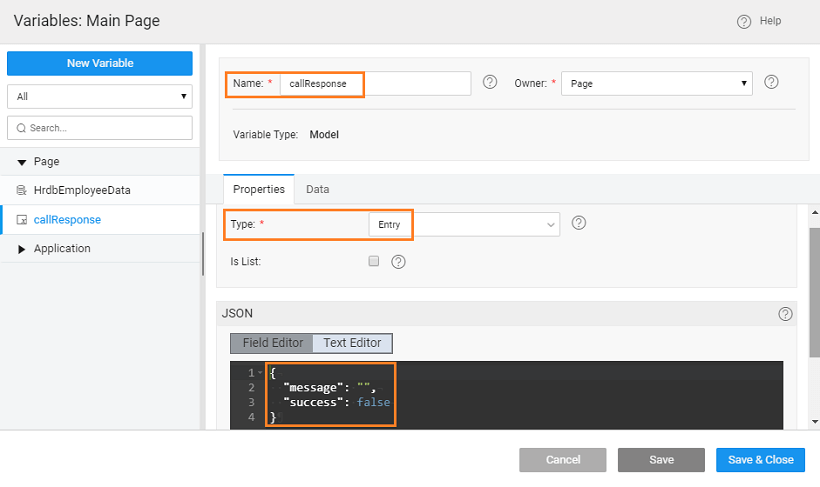 Variables: Main Page
Help
New Variable
All
Search...
Page
HrdbEmployeeData
callResponse
Application
Name: * callResponse
Owner: * Page
Variable Type: Model
Properties Data
Type: * Entry
Is List:
JSON
Field Editor Text Editor
1 {
2 "message": "",
3 "success": false
4 }
Cancel Save Save & Close